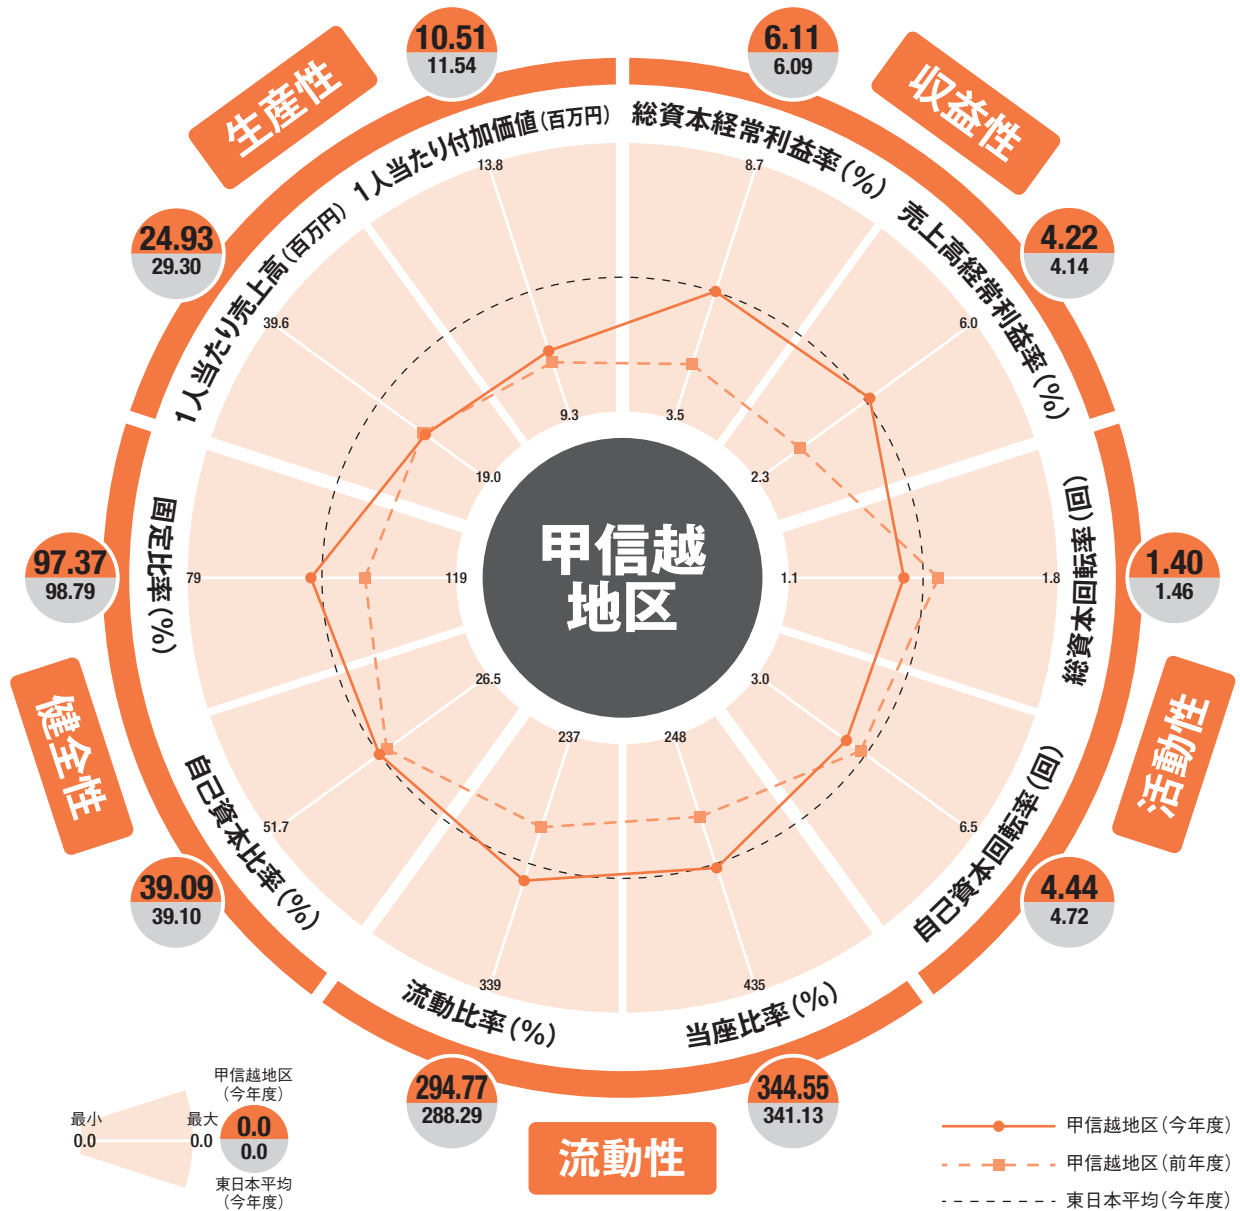 甲信越
地区
収益性
6.11
6.09
総資本経常利益率(%)
8.7
3.5
4.22
4.14
売上高経常利益率(%)
6.0
2.3
活動性
1.40
1.46
総資本回転率(回)
1.8
1.1
4.44
4.72
自己資本回転率(回)
6.5
3.0
流動性
344.55
341.13
当座比率(%)
435
248
294.77
288.29
流動比率(%)
339
237
健全性
39.09
39.10
自己資本比率(%)
51.7
26.5
97.37
98.79
固定比率(%)
79
119
生産性
24.93
29.30
1人当たり売上高(百万円)
39.6
19.0
10.51
11.54
1人当たり付加価値(百万円)
13.8
9.3
甲信越地区
(今年度)
最小
0.0
最大
0.0
0.0
0.0
東日本平均
(今年度)
甲信越地区(今年度)
甲信越地区(前年度)
東日本平均(今年度)